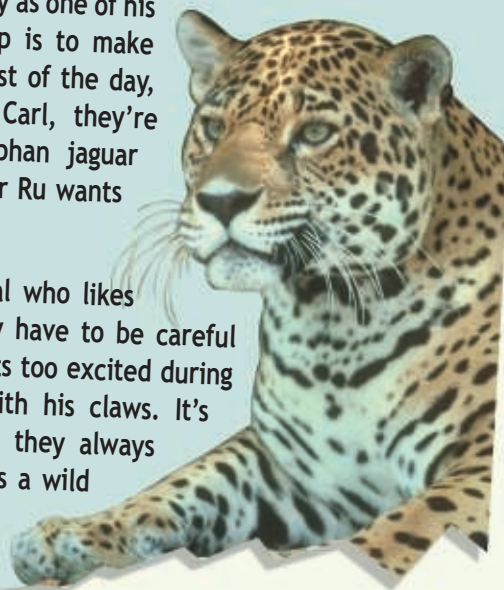 y as one of his
p is to make
st of the day,
Carl, they're
phan jaguar
r Ru wants
al who likes
y have to be careful
ts too excited during
ith his claws. It's
they always
s a wild